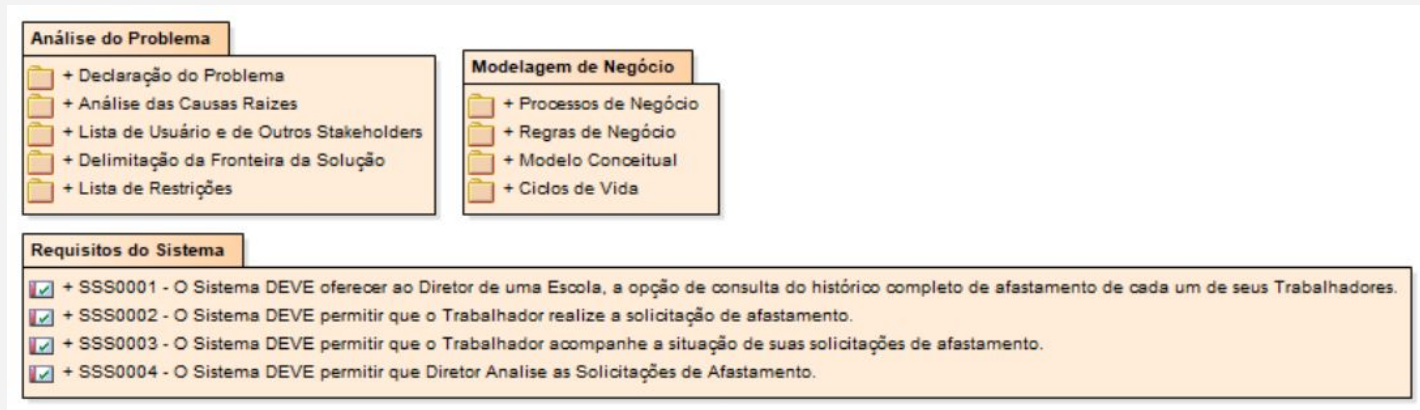 Análise do Problema
+ Declaração do Problema
+ Análise das Causas Raizes
+ Lista de Usuário e de Outros Stakeholders
+ Delimitação da Fronteira da Solução
+ Lista de Restrições
Modelagem de Negócio
+ Processos de Negócio
+ Regras de Negócio
+ Modelo Conceitual
+ Ciclos de Vida
Requisitos do Sistema
+ SSS0001 - O Sistema DEVE oferecer ao Diretor de uma Escola, a opção de consulta do histórico completo de afastamento de cada um de seus Trabalhadores.
+ SSS0002 - O Sistema DEVE permitir que o Trabalhador realize a solicitação de afastamento.
+ SSS0003 - O Sistema DEVE permitir que o Trabalhador acompanhe a situação de suas solicitações de afastamento.
+ SSS0004 - O Sistema DEVE permitir que Diretor Analise as Solicitações de Afastamento.